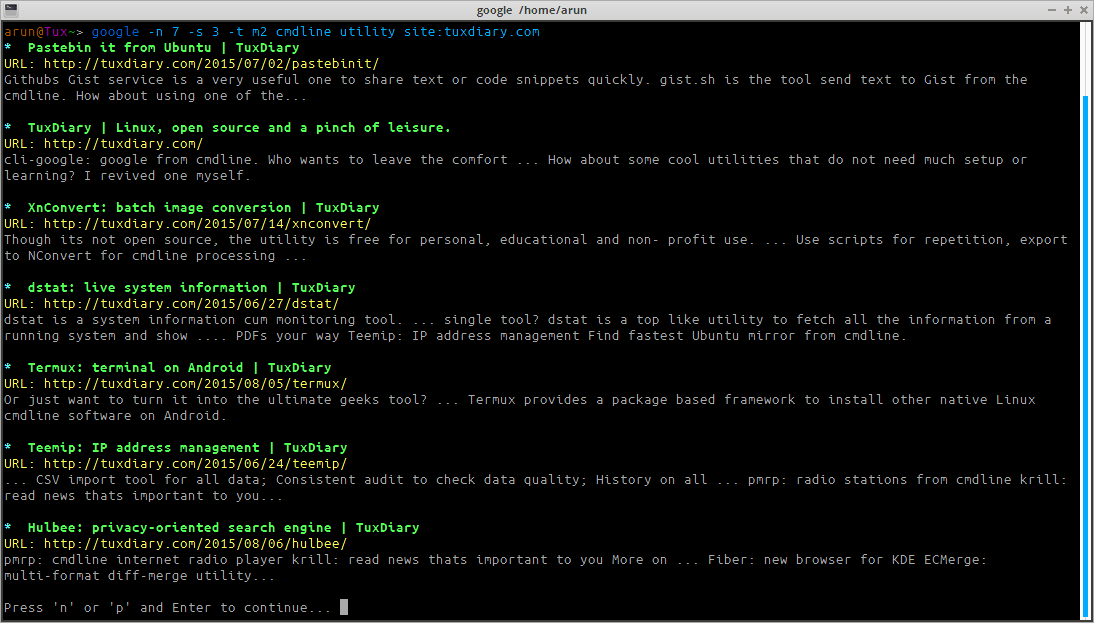 google /home/arun
arun@Tux~> google -n 7 -s 3 -t m2 cmdline utility site:tuxdiary.com
*  Pastebin it from Ubuntu | TuxDiary
URL: http://tuxdiary.com/2015/07/02/pastebinit/
Githubs Gist service is a very useful one to share text or code snippets quickly. gist.sh is the tool send text to Gist from the
cmdline. How about using one of the...
*  TuxDiary | Linux, open source and a pinch of leisure.
URL: http://tuxdiary.com/
cli-google: google from cmdline. Who wants to leave the comfort ... How about some cool utilities that do not need much setup or
learning? I revived one myself.
*  XnConvert: batch image conversion | TuxDiary
URL: http://tuxdiary.com/2015/07/14/xnconvert/
Though its not open source, the utility is free for personal, educational and non- profit use. ... Use scripts for repetition, export
to NConvert for cmdline processing ...
*  dstat: live system information | TuxDiary
URL: http://tuxdiary.com/2015/06/27/dstat/
dstat is a system information cum monitoring tool. ... single tool? dstat is a top like utility to fetch all the information from a
running system and show .... PDFs your way Teemip: IP address management Find fastest Ubuntu mirror from cmdline.
*  Termux: terminal on Android | TuxDiary
URL: http://tuxdiary.com/2015/08/05/termux/
Or just want to turn it into the ultimate geeks tool? ... Termux provides a package based framework to install other native Linux
cmdline software on Android.
*  Teemip: IP address management | TuxDiary
URL: http://tuxdiary.com/2015/06/24/teemip/
... CSV import tool for all data; Consistent audit to check data quality; History on all ... pmrp: radio stations from cmdline krill:
read news thats important to you...
*  Hulbee: privacy-oriented search engine | TuxDiary
URL: http://tuxdiary.com/2015/08/06/hulbee/
pmrp: cmdline internet radio player krill: read news thats important to you More on ... Fiber: new browser for KDE ECMerge:
multi-format diff-merge utility...
Press 'n' or 'p' and Enter to continue...